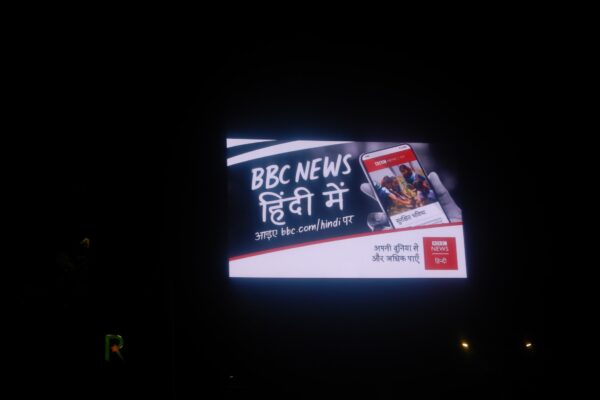 BBC NEWS
हिंदी में
आइए bbc.com/hindi पर
अपनी दुनिया से
और अधिक पाएँ
BBC
NEWS
हिन्दी
R